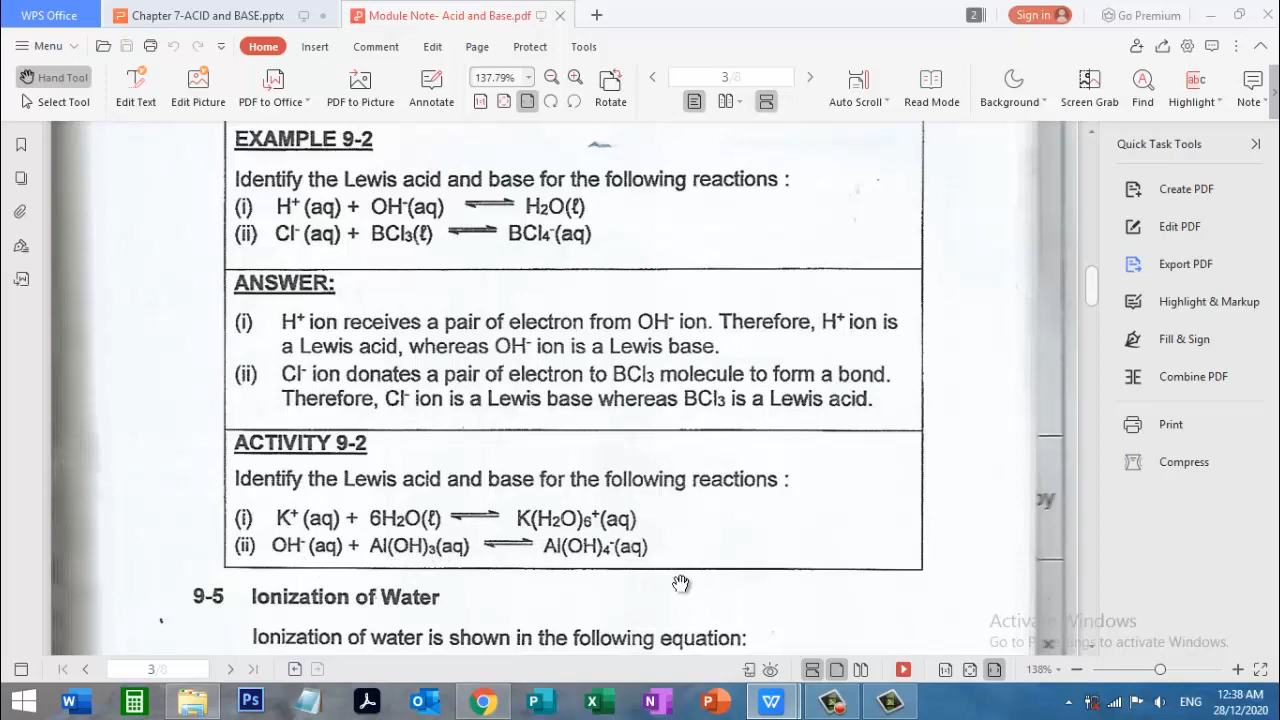 WPS Office
Chapter 7-ACID and BASE.pptx
Module Note- Acid and Base.pdf
2
Sign in
Go Premium
Menu
Home
Insert
Comment
Edit
Page
Protect
Tools
Hand Tool
Select Tool
Edit Text
Edit Picture
PDF to Office
PDF to Picture
Annotate
137.79%
Rotate
3/8
Auto Scroll
Read Mode
Background
Screen Grab
Find
Highlight
Note
EXAMPLE 9-2
Identify the Lewis acid and base for the following reactions :
(i) H⁺ (aq) + OH⁻(aq) ⇌ H₂O(ℓ)
(ii) Cl⁻ (aq) + BCl₃(ℓ) ⇌ BCl₄⁻(aq)
ANSWER:
(i) H⁺ ion receives a pair of electron from OH⁻ ion. Therefore, H⁺ ion is
a Lewis acid, whereas OH⁻ ion is a Lewis base.
(ii) Cl⁻ ion donates a pair of electron to BCl₃ molecule to form a bond.
Therefore, Cl⁻ ion is a Lewis base whereas BCl₃ is a Lewis acid.
ACTIVITY 9-2
Identify the Lewis acid and base for the following reactions :
(i) K⁺ (aq) + 6H₂O(ℓ) ⇌ K(H₂O)₆⁺(aq)
(ii) OH⁻ (aq) + Al(OH)₃(aq) ⇌ Al(OH)₄⁻(aq)
9-5 Ionization of Water
Ionization of water is shown in the following equation:
Quick Task Tools
Create PDF
Edit PDF
Export PDF
Highlight & Markup
Fill & Sign
Combine PDF
Print
Compress
Activate Windows
Go to PC settings to activate Windows.
3/8
138%
ENG
12:38 AM
28/12/2020